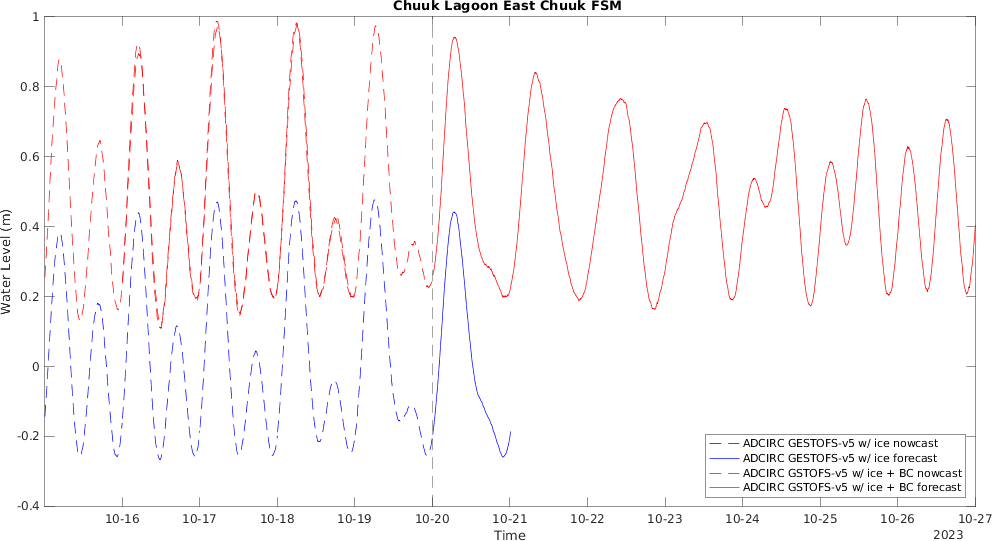 Chuuk Lagoon East Chuuk FSM
1
0.8
0.6
0.4
0.2
0
-0.2
-0.4
Water Level (m)
ADCIRC GESTOFS-v5 w/ ice nowcast
ADCIRC GESTOFS-v5 w/ ice forecast
ADCIRC GSTOFS-v5 w/ ice + BC nowcast
ADCIRC GSTOFS-v5 w/ ice + BC forecast
10-16 10-17 10-18 10-19 10-20 10-21 10-22 10-23 10-24 10-25 10-26 10-27
Time
2023